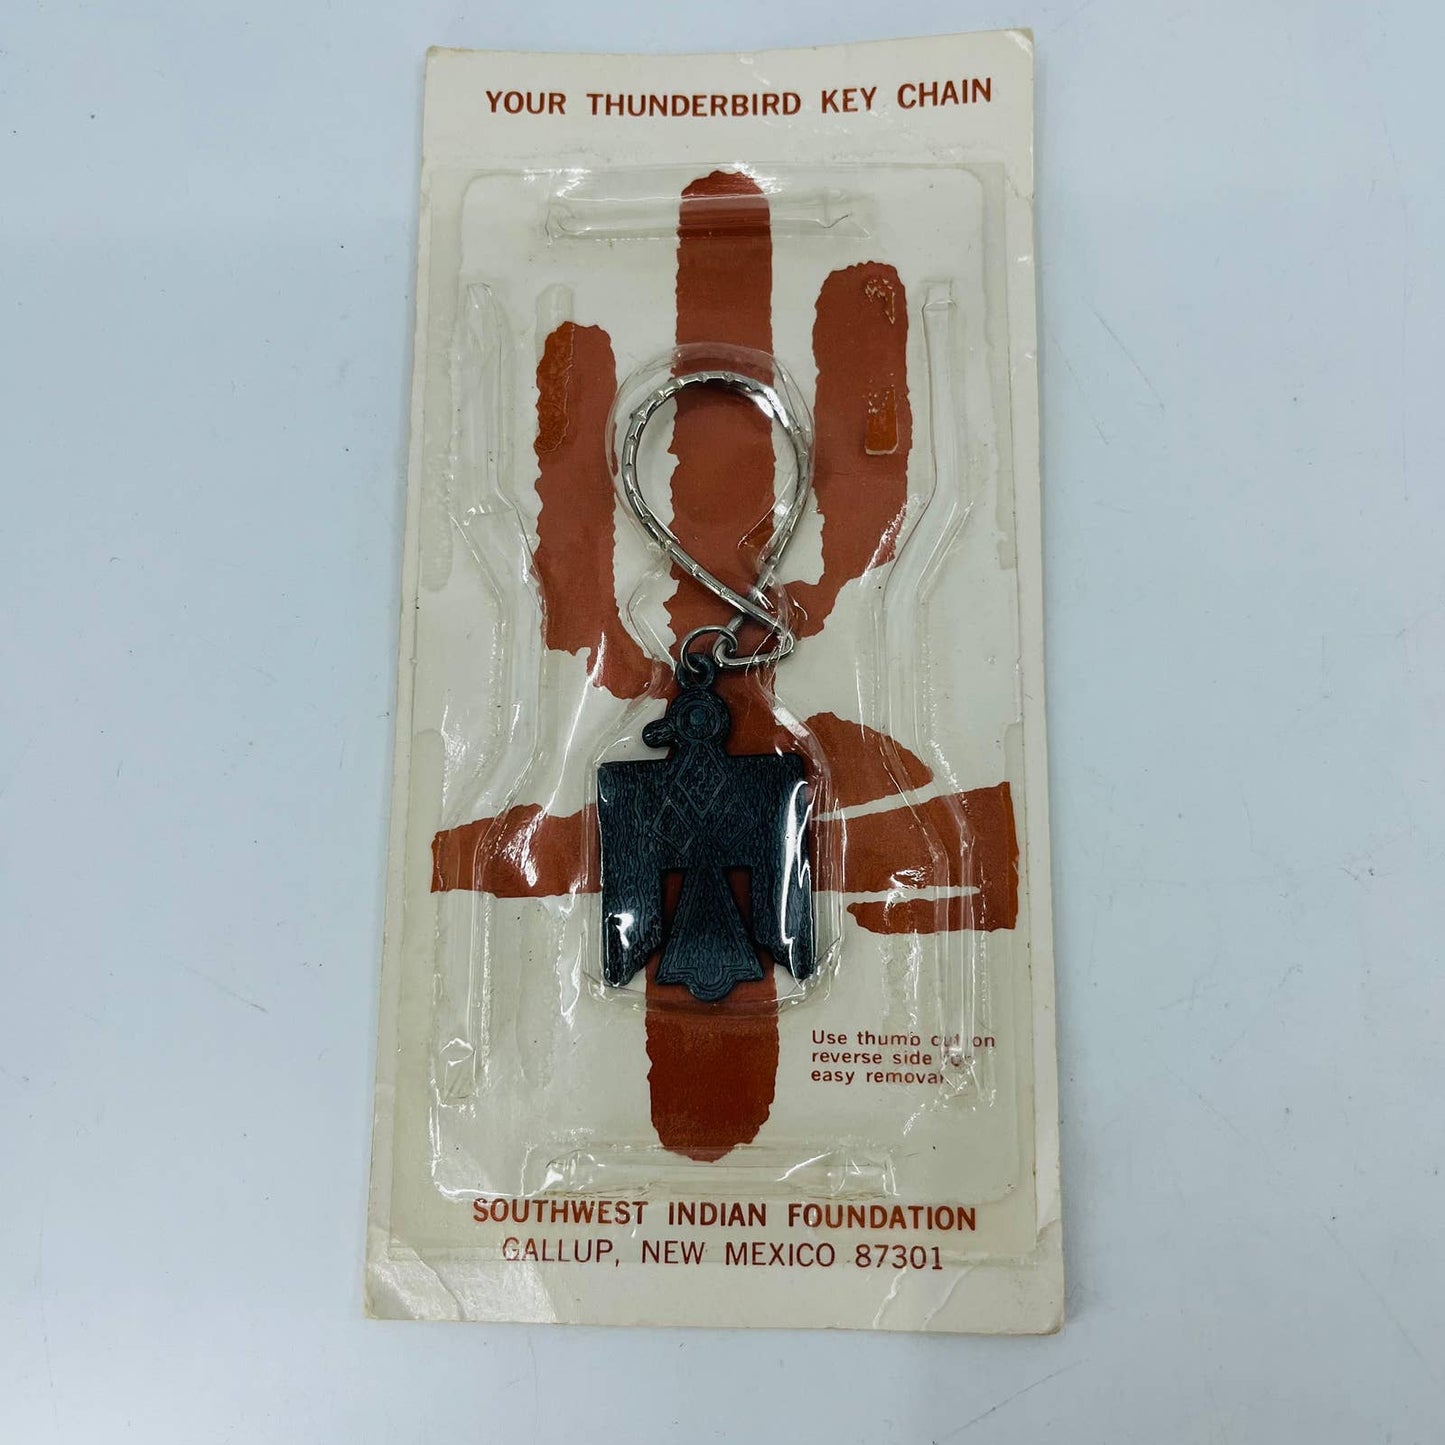 YOUR THUNDERBIRD KEY CHAIN
Use thumb cut on
reverse side for
easy removal
SOUTHWEST INDIAN FOUNDATION
GALLUP, NEW MEXICO 87301